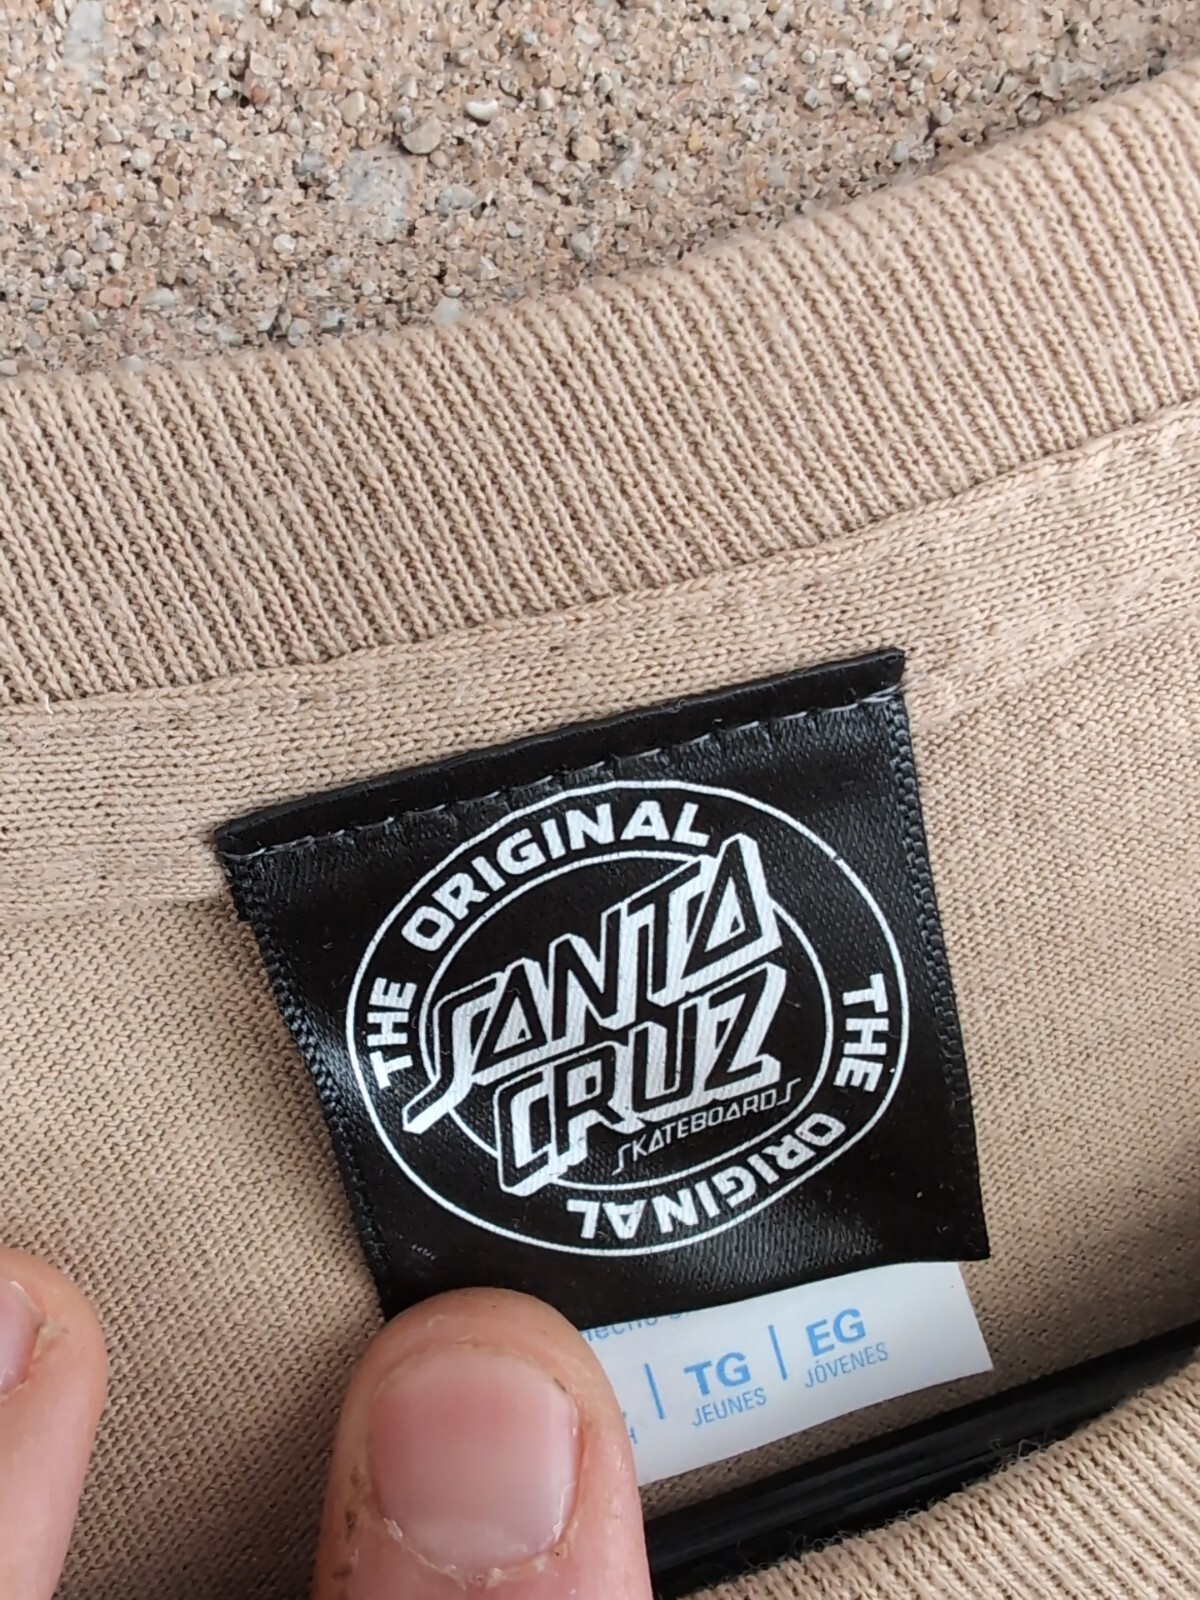 THE ORIGINAL
SANTA
CRUZ
SKATEBOARDS
THE ORIGINAL
TG | EG
JEUNES JÓVENES